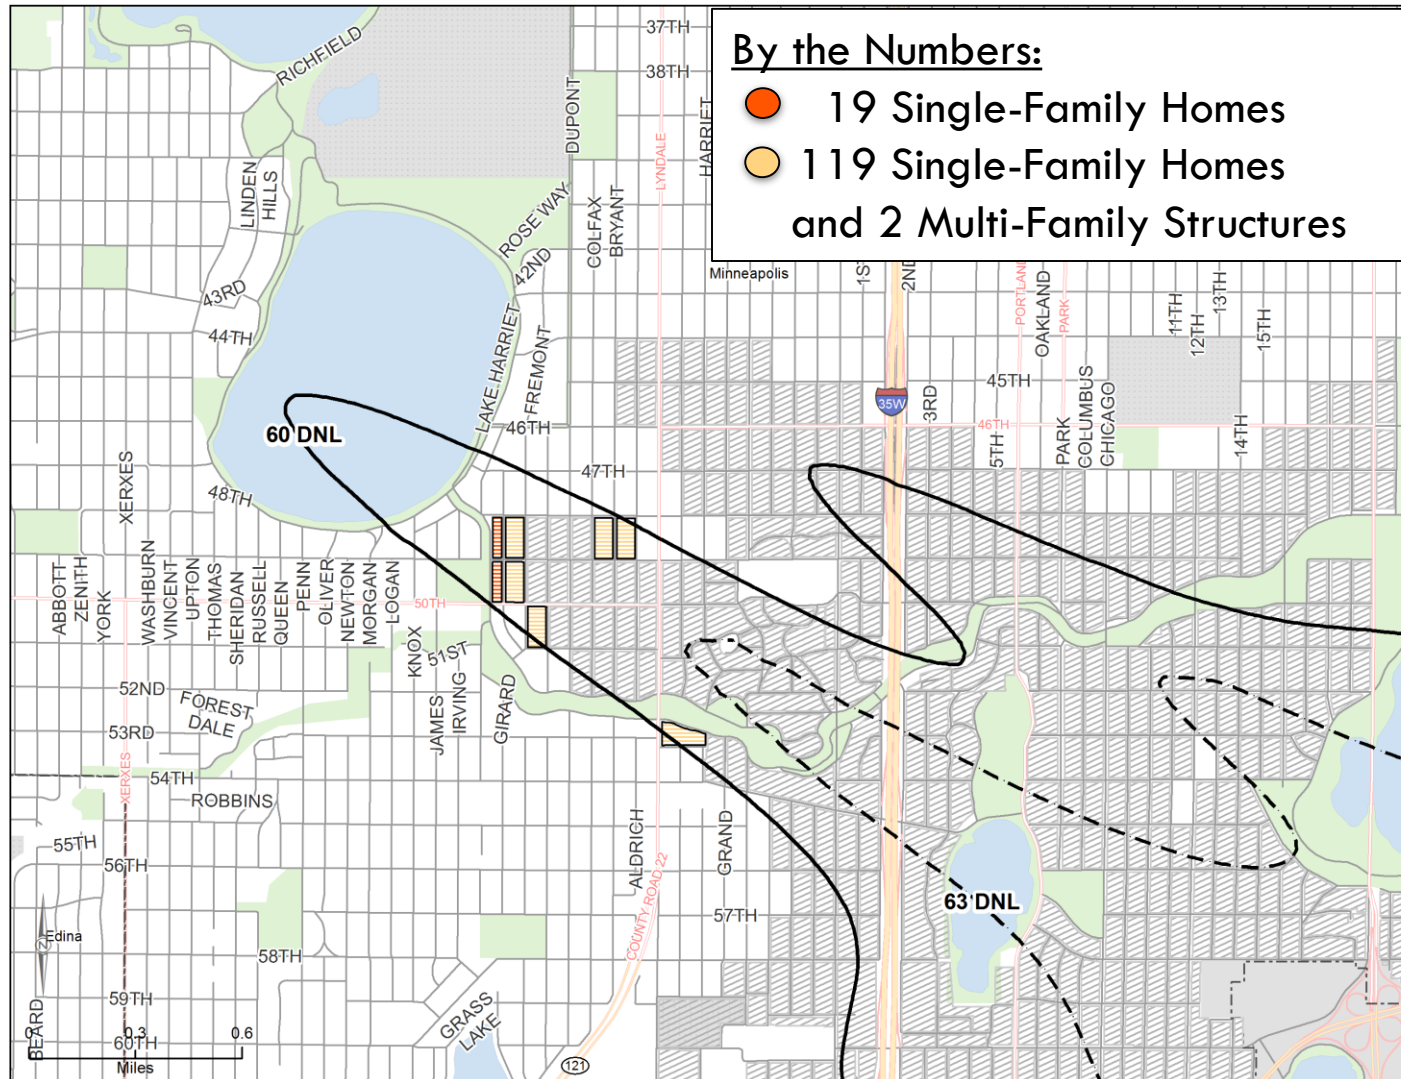 By the Numbers:
19 Single-Family Homes
119 Single-Family Homes
and 2 Multi-Family Structures
37TH
38TH
RICHFIELD
DUPONT
LYNDALE
HARRIET
LINDEN
HILLS
ROSE WAY
42ND
COLFAX
BRYANT
Minneapolis
1ST
2ND
PORTLAND
OAKLAND
PARK
11TH
12TH
13TH
15TH
43RD
44TH
LAKE HARRIET
FREMONT
45TH
35W
3RD
COLUMBUS
CHICAGO
PARK
60 DNL
46TH
46TH
5TH
14TH
47TH
XERXES
48TH
ABBOTT
ZENITH
YORK
WASHBURN
VINCENT
UPTON
THOMAS
SHERIDAN
RUSSELL
QUEEN
PENN
OLIVER
NEWTON
MORGAN
LOGAN
50TH
KNOX
51ST
52ND
FOREST
DALE
53RD
JAMES
IRVING
GIRARD
XERXES
54TH
ROBBINS
55TH
56TH
ALDRICH
GRAND
COUNTY ROAD 22
63 DNL
57TH
Z
Edina
58TH
59TH
BEARD
GRASS
LAKE
0 0.3 0.6
60TH
Miles
121